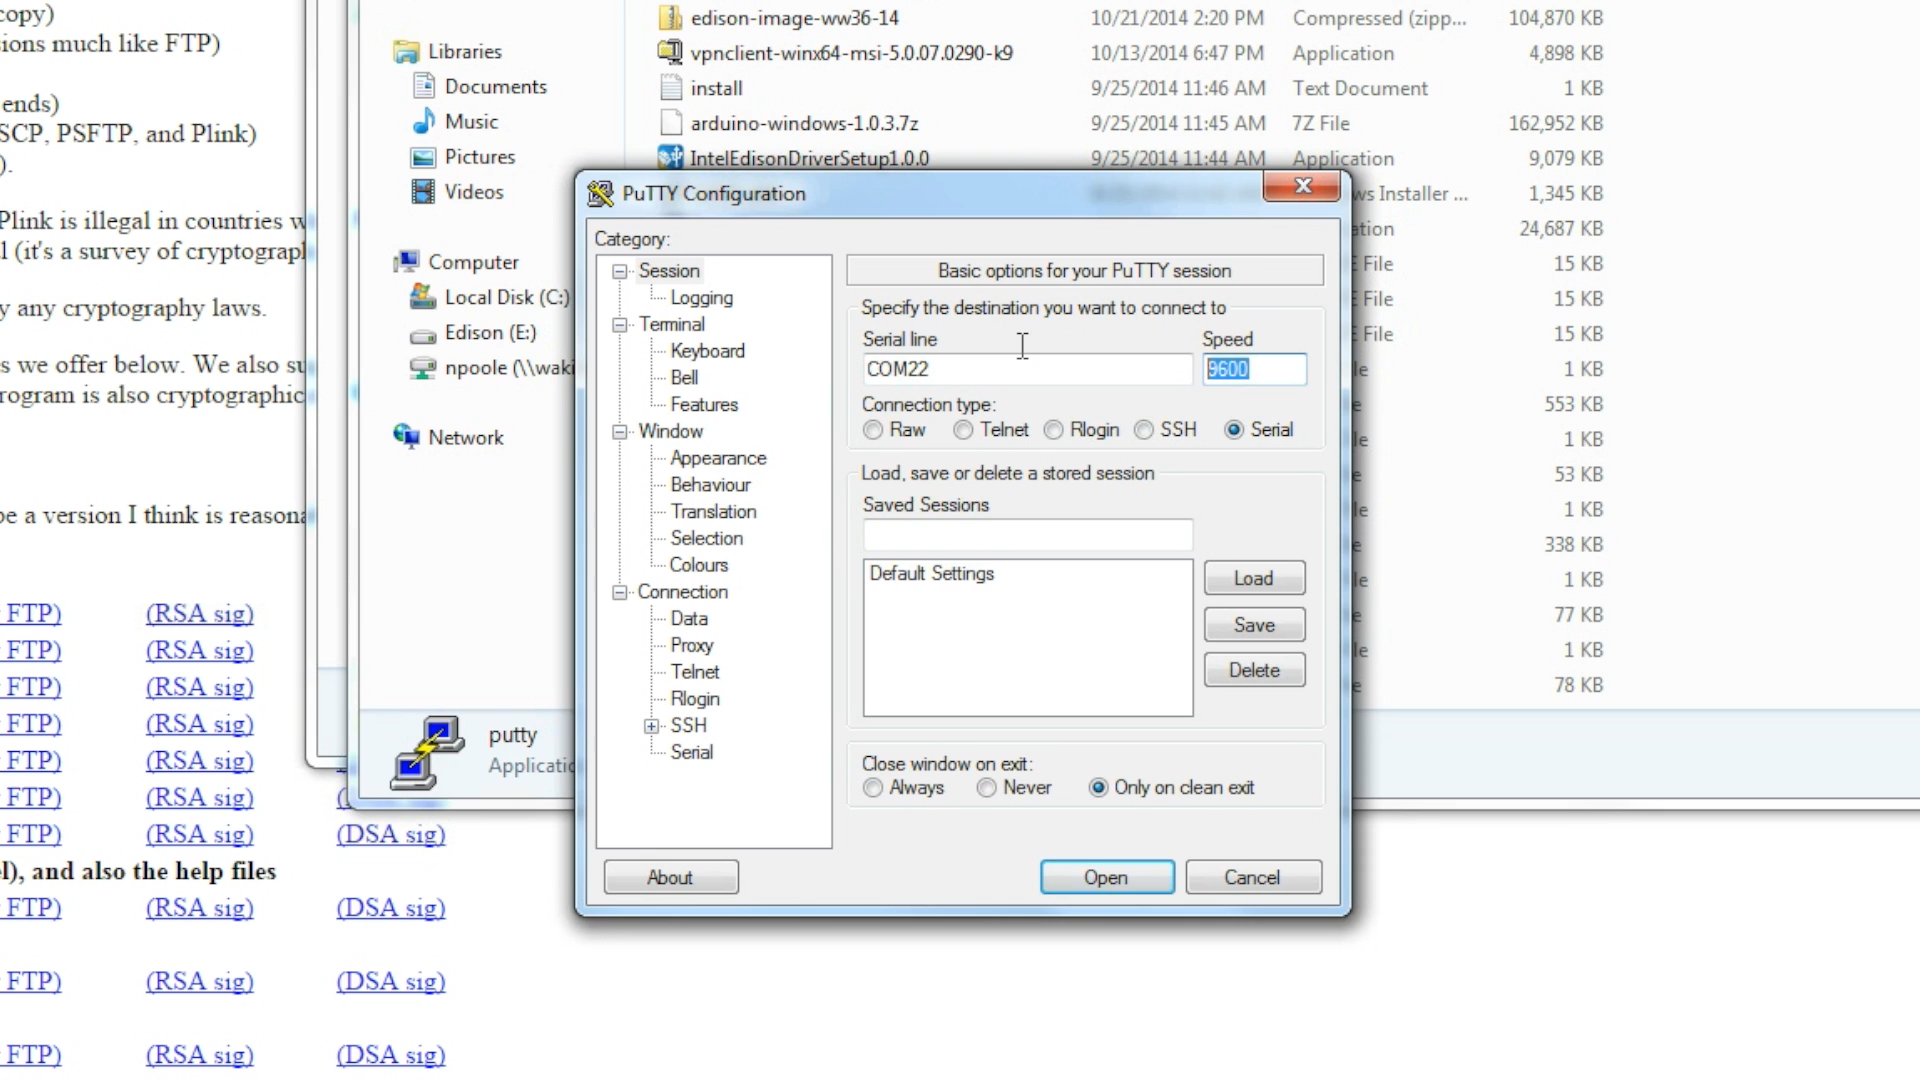 copy)
sions much like FTP)
ends)
SCP, PSFTP, and Plink)
).
Plink is illegal in countries w
l (it's a survey of cryptograpl
y any cryptography laws.
s we offer below. We also su
rogram is also cryptographic
be a version I think is reasona
FTP) (RSA sig)
FTP) (RSA sig)
FTP) (RSA sig)
FTP) (RSA sig)
FTP) (RSA sig)
FTP) (RSA sig)
FTP) (RSA sig) (DSA sig)
el), and also the help files
FTP) (RSA sig) (DSA sig)
FTP) (RSA sig) (DSA sig)
FTP) (RSA sig) (DSA sig)
Libraries
Documents
Music
Pictures
Videos
Computer
Local Disk (C:)
Edison (E:)
npoole (\\waki
Network
edison-image-ww36-14 10/21/2014 2:20 PM Compressed (zipp... 104,870 KB
vpnclient-winx64-msi-5.0.07.0290-k9 10/13/2014 6:47 PM Application 4,898 KB
install 9/25/2014 11:46 AM Text Document 1 KB
arduino-windows-1.0.3.7z 9/25/2014 11:45 AM 7Z File 162,952 KB
IntelEdisonDriverSetup1.0.0 9/25/2014 11:44 AM Application 9,079 KB
ws Installer ... 1,345 KB
ation 24,687 KB
E File 15 KB
E File 15 KB
E File 15 KB
le 1 KB
e 553 KB
le 1 KB
e 53 KB
le 1 KB
e 338 KB
le 1 KB
e 77 KB
le 1 KB
e 78 KB
putty
Applicatio
PuTTY Configuration
Category:
Session
Logging
Terminal
Keyboard
Bell
Features
Window
Appearance
Behaviour
Translation
Selection
Colours
Connection
Data
Proxy
Telnet
Rlogin
SSH
Serial
Basic options for your PuTTY session
Specify the destination you want to connect to
Serial line Speed
COM22 9600
Connection type:
Raw Telnet Rlogin SSH Serial
Load, save or delete a stored session
Saved Sessions
Default Settings
Load
Save
Delete
Close window on exit:
Always Never Only on clean exit
About Open Cancel